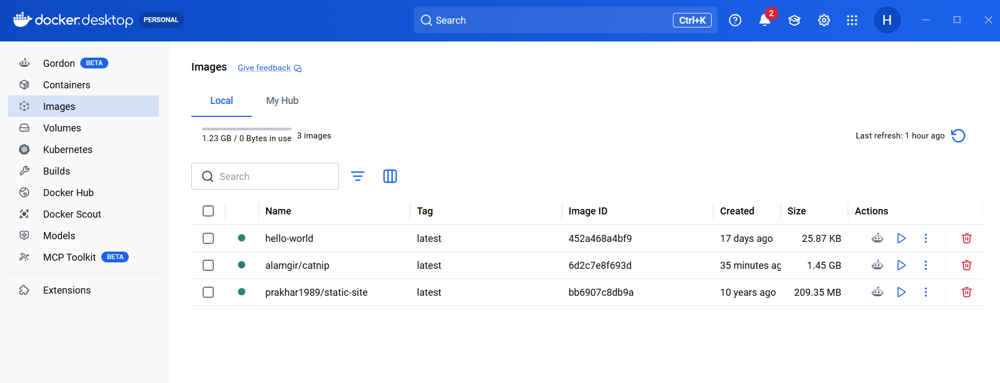 docker.desktop PERSONAL Search Ctrl+K 2 H
Gordon BETA
Containers
Images
Volumes
Kubernetes
Builds
Docker Hub
Docker Scout
Models
MCP Toolkit BETA
Extensions
Images Give feedback
Local My Hub
1.23 GB / 0 Bytes in use 3 images Last refresh: 1 hour ago
Search
Name Tag Image ID Created Size Actions
hello-world latest 452a468a4bf9 17 days ago 25.87 KB
alamgir/catnip latest 6d2c7e8f693d 35 minutes ag 1.45 GB
prakhar1989/static-site latest bb6907c8db9a 10 years ago 209.35 MB